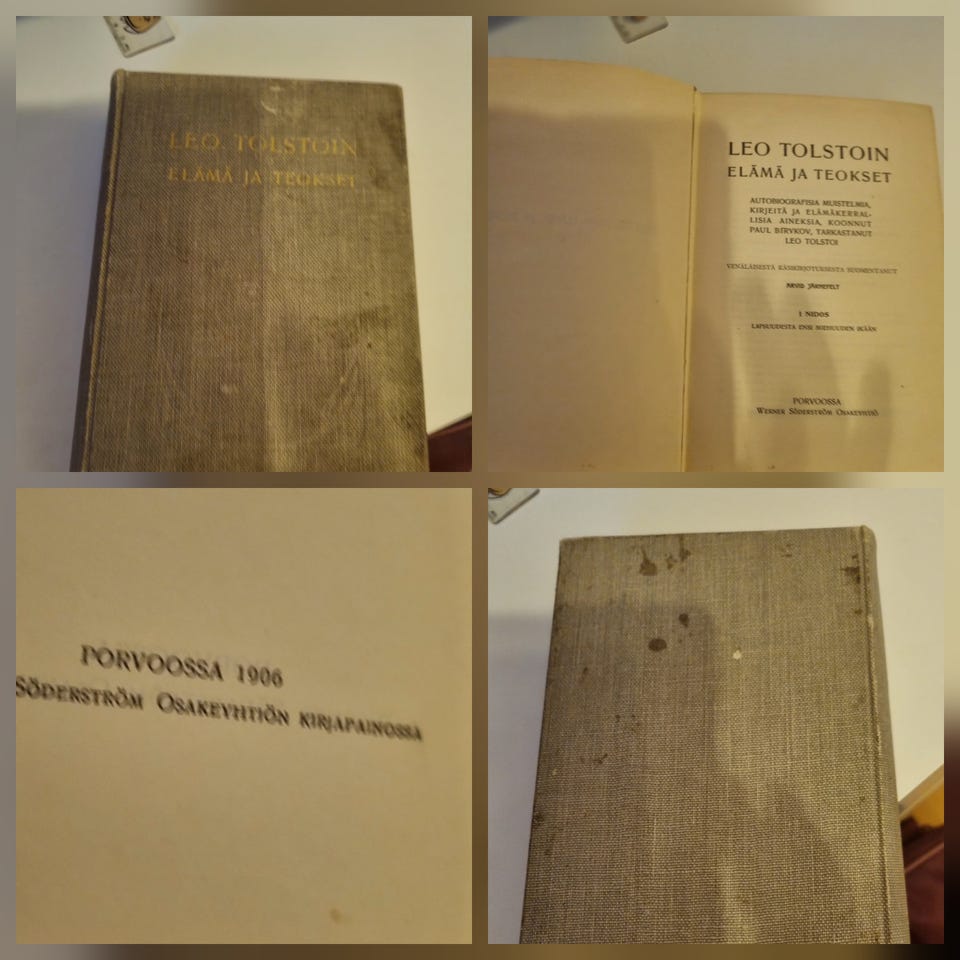 LEO TOLSTOIN
ELÄMÄ JA TEOKSET
LEO TOLSTOIN
ELÄMÄ JA TEOKSET
AUTOBIOGRAFISIA MUISTELMIA,
KIRJEITÄ JA ELÄMÄKERRAL-
LISIA AINEKSIA, KOONNUT
PAUL BIRYKOV, TARKASTANUT
LEO TOLSTOI
VENÄLÄISESTÄ KÄSIKIRJOTUKSESTA SUOMENTANUT
ARVID JÄRNEFELT
I NIDOS
LAPSUUDESTA ENSI MIEHUUDEN IKÄÄN
PORVOOSSA
WERNER SÖDERSTRÖM OSAKEYHTIÖ
PORVOOSSA 1906
SÖDERSTRÖM OSAKEYHTIÖN KIRJAPAINOSSA